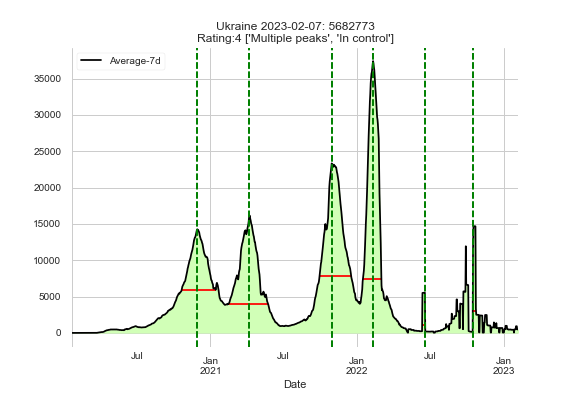 Ukraine 2023-02-07: 5682773
Rating:4 ['Multiple peaks', 'In control']
Average-7d
35000
30000
25000
20000
15000
10000
5000
0
Jul
Jan
2021
Jul
Jan
2022
Jul
Jan
2023
Date